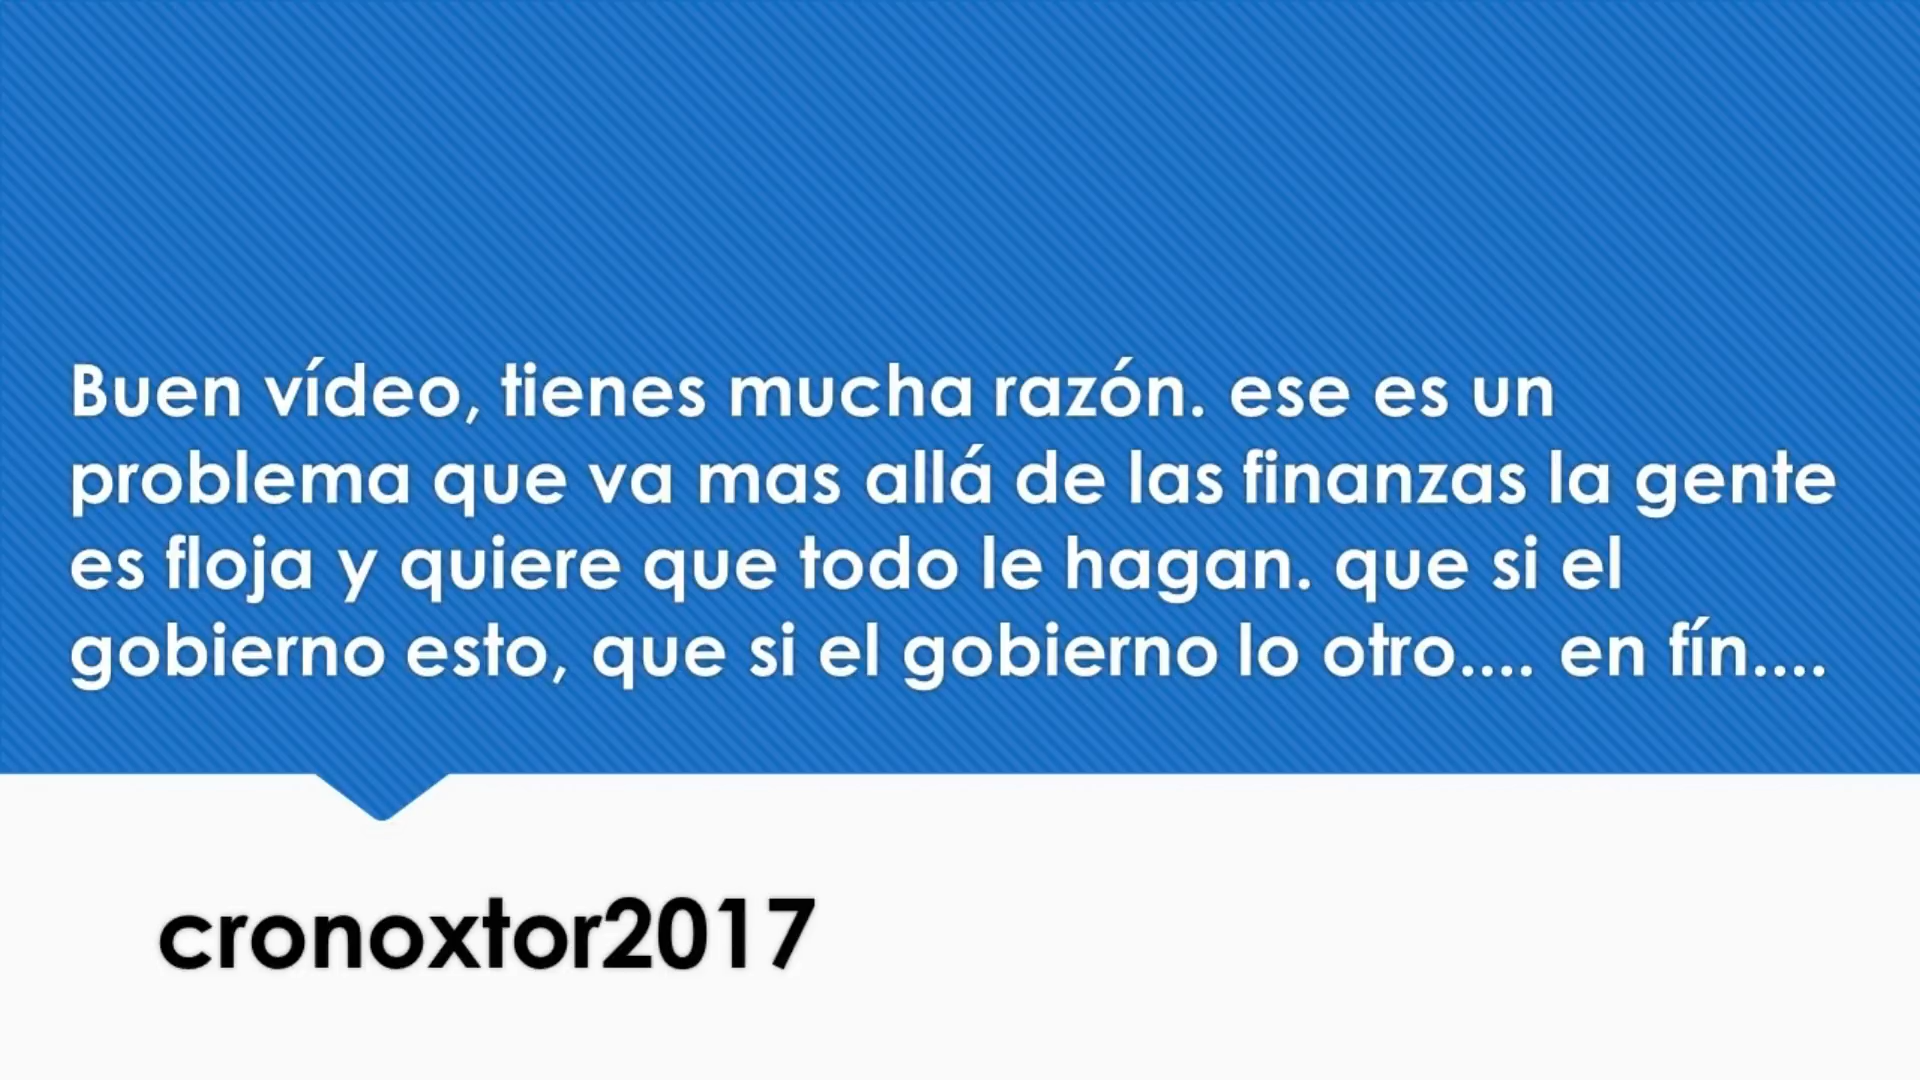 Buen vídeo, tienes mucha razón. ese es un
problema que va mas allá de las finanzas la gente
es floja y quiere que todo le hagan. que si el
gobierno esto, que si el gobierno lo otro.... en fín....
cronoxtor2017